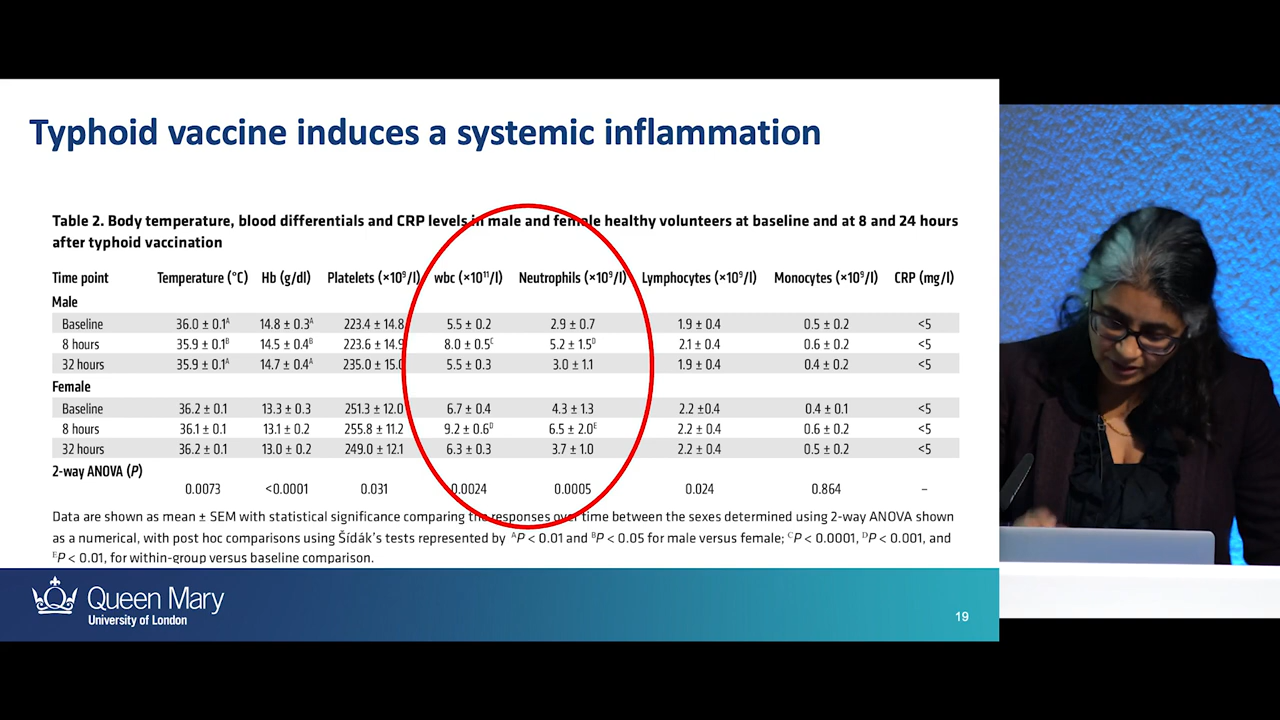 Typhoid vaccine induces a systemic inflammation
Table 2. Body temperature, blood differentials and CRP levels in male and female healthy volunteers at baseline and at 8 and 24 hours
after typhoid vaccination
Time point Temperature (°C) Hb (g/dl) Platelets (×10⁹/l) wbc (×10¹¹/l) Neutrophils (×10⁹/l) Lymphocytes (×10⁹/l) Monocytes (×10⁹/l) CRP (mg/l)
Male
Baseline 36.0 ± 0.1ᴬ 14.8 ± 0.3ᴬ 223.4 ± 14.8 5.5 ± 0.2 2.9 ± 0.7 1.9 ± 0.4 0.5 ± 0.2 <5
8 hours 35.9 ± 0.1ᴮ 14.5 ± 0.4ᴮ 223.6 ± 14.9 8.0 ± 0.5ᶜ 5.2 ± 1.5ᴰ 2.1 ± 0.4 0.6 ± 0.2 <5
32 hours 35.9 ± 0.1ᴬ 14.7 ± 0.4ᴬ 235.0 ± 15.0 5.5 ± 0.3 3.0 ± 1.1 1.9 ± 0.4 0.4 ± 0.2 <5
Female
Baseline 36.2 ± 0.1 13.3 ± 0.3 251.3 ± 12.0 6.7 ± 0.4 4.3 ± 1.3 2.2 ±0.4 0.4 ± 0.1 <5
8 hours 36.1 ± 0.1 13.1 ± 0.2 255.8 ± 11.2 9.2 ± 0.6ᴰ 6.5 ± 2.0ᴱ 2.2 ± 0.4 0.6 ± 0.2 <5
32 hours 36.2 ± 0.1 13.0 ± 0.2 249.0 ± 12.1 6.3 ± 0.3 3.7 ± 1.0 2.2 ± 0.4 0.5 ± 0.2 <5
2-way ANOVA (P)
0.0073 <0.0001 0.031 0.0024 0.0005 0.024 0.864 –
Data are shown as mean ± SEM with statistical significance comparing the responses over time between the sexes determined using 2-way ANOVA shown
as a numerical, with post hoc comparisons using Šídák's tests represented by ᴬP < 0.01 and ᴮP < 0.05 for male versus female; ᶜP < 0.0001, ᴰP < 0.001, and
ᴱP < 0.01, for within-group versus baseline comparison.
Queen Mary
University of London
19